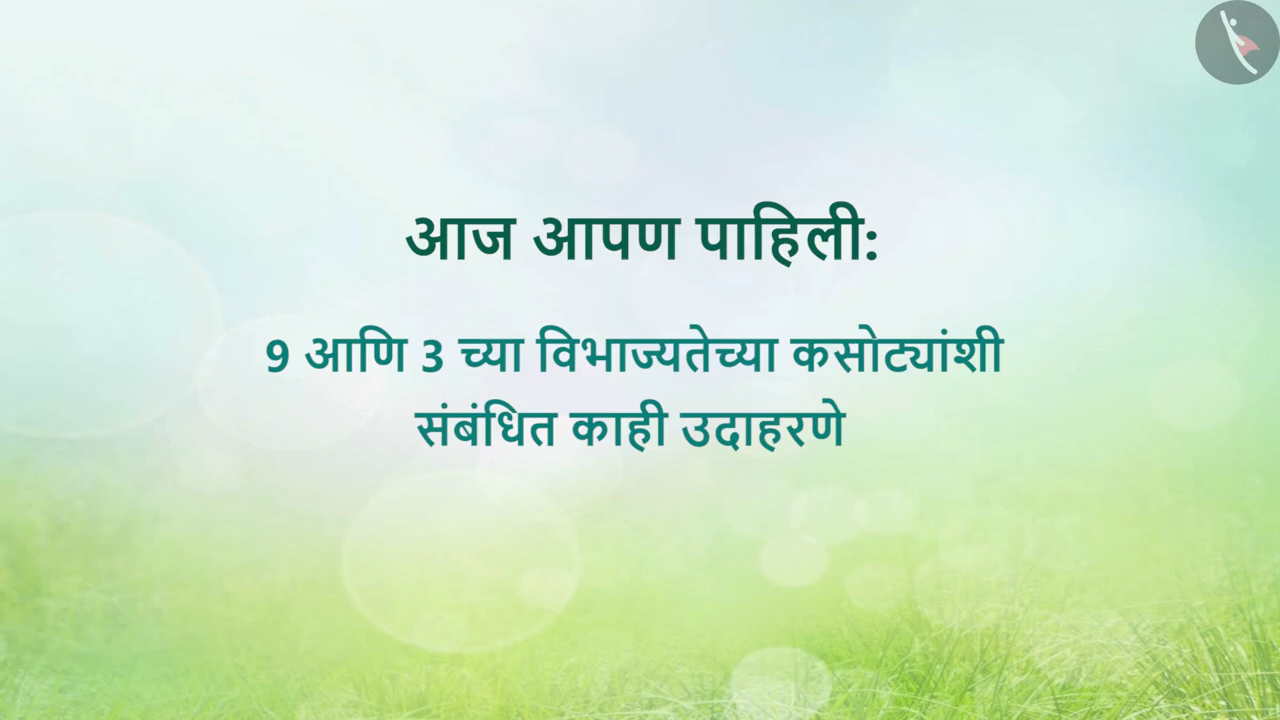 आज आपण पाहिली:
9 आणि 3 च्या विभाज्यतेच्या कसोट्यांशी
संबंधित काही उदाहरणे